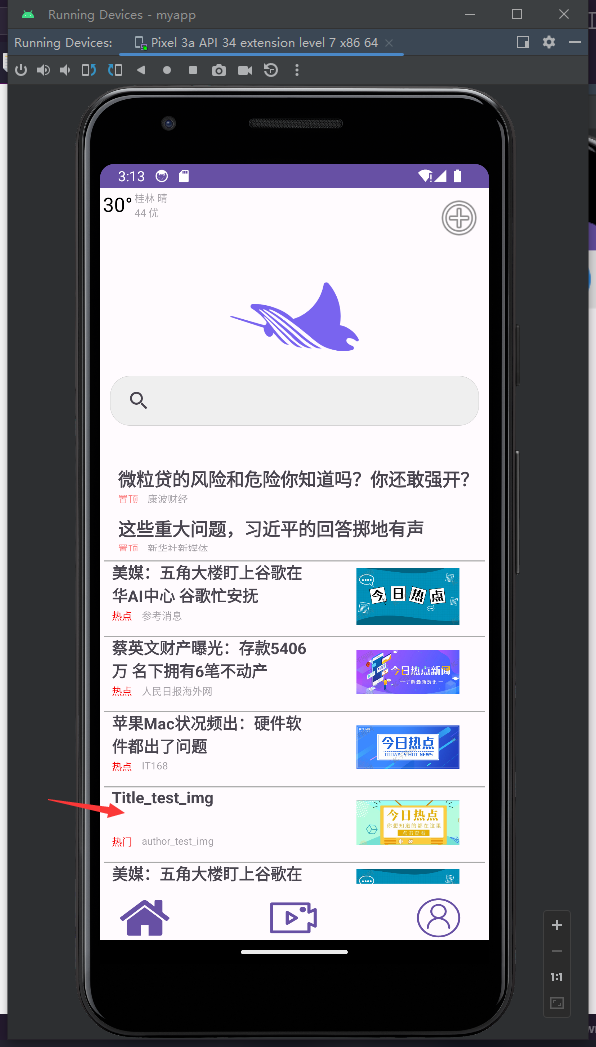 Running Devices - myapp
Running Devices:
Pixel 3a API 34 extension level 7 x86 64
3:13
30°
桂林 晴
44 优
微粒贷的风险和危险你知道吗？你还敢强开?
置顶 康波财经
这些重大问题，习近平的回答掷地有声
置顶 新华社新媒体
美媒：五角大楼盯上谷歌在
华AI中心 谷歌忙安抚
热点 参考消息
今日热点
蔡英文财产曝光：存款5406
万 名下拥有6笔不动产
热点 人民日报海外网
今日热点新闻
苹果Mac状况频出：硬件软
件都出了问题
热点 IT168
今日热点
Title_test_img
热门 author_test_img
今日热点
美媒：五角大楼盯上谷歌在
1:1